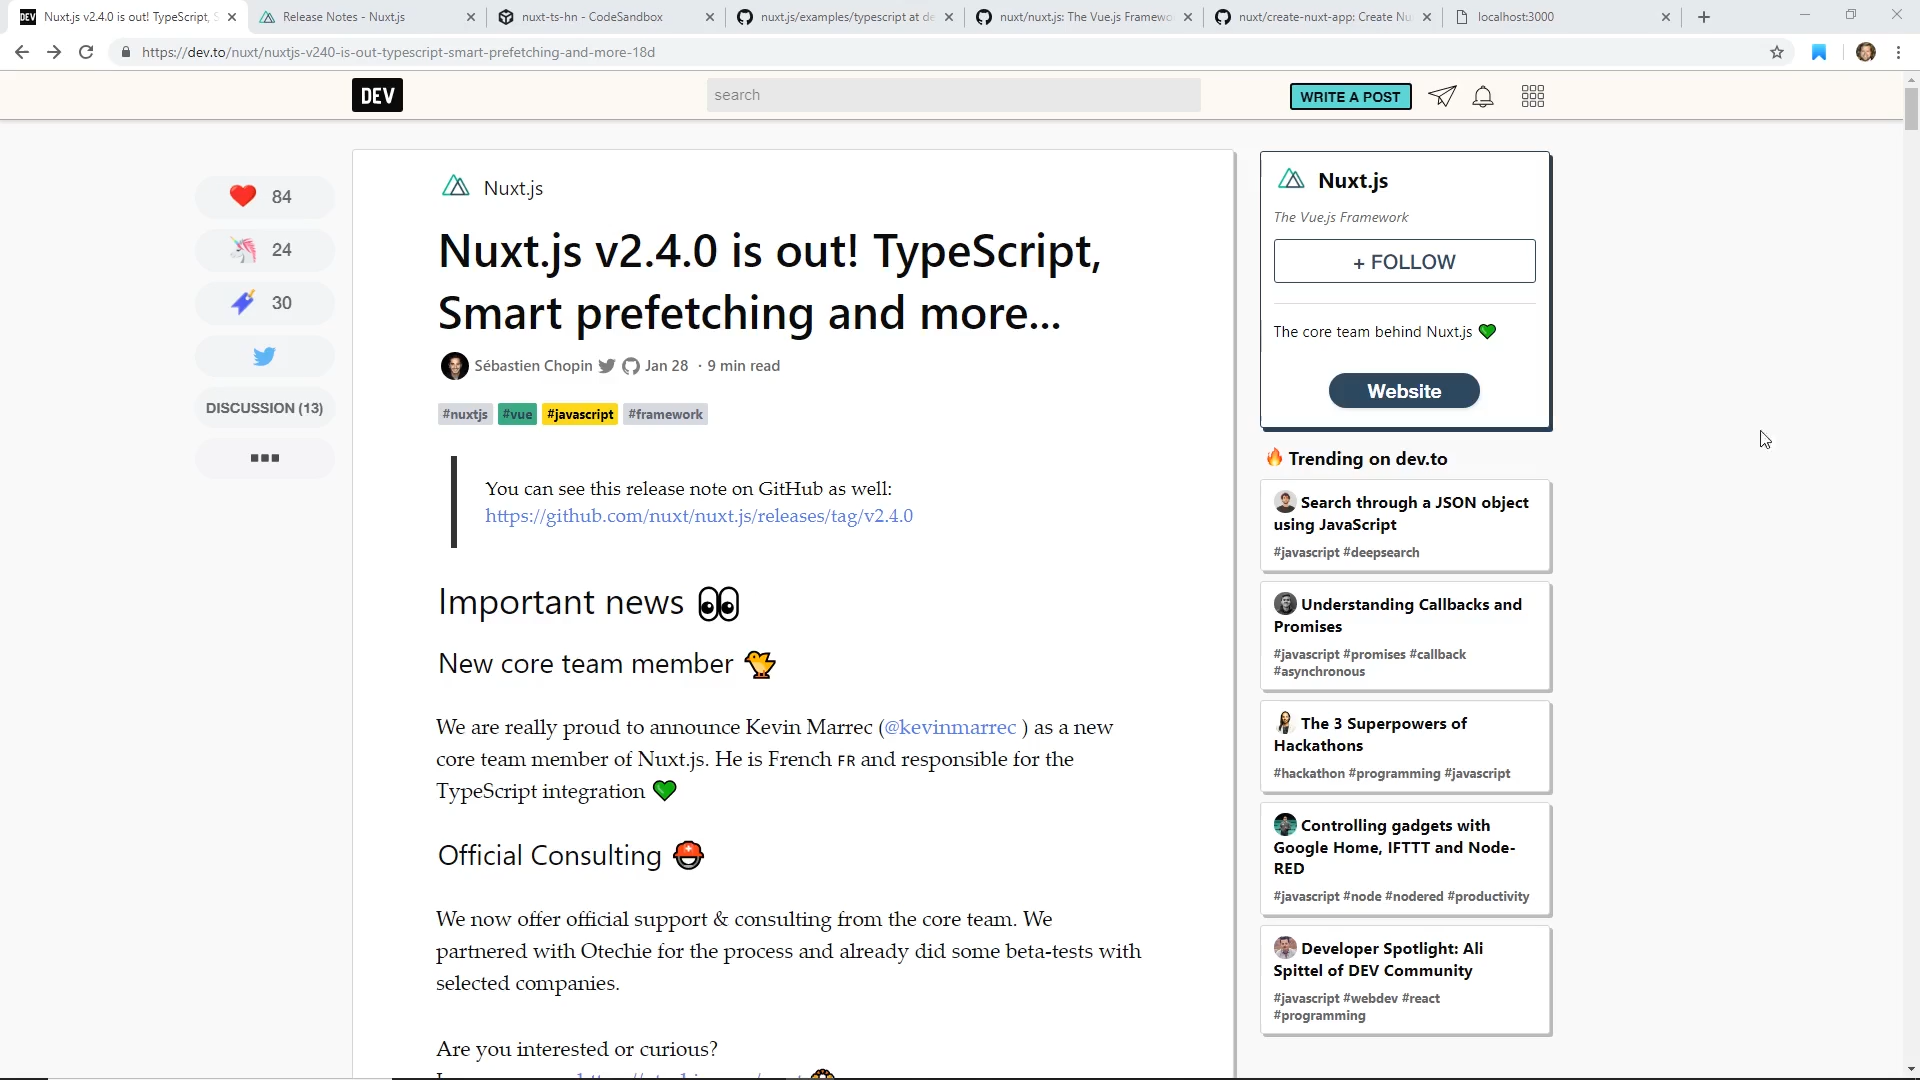 Nuxt.js v2.4.0 is out! TypeScript, S
Release Notes - Nuxt.js
nuxt-ts-hn - CodeSandbox
nuxt.js/examples/typescript at de
nuxt/nuxt.js: The Vue.js Framewo
nuxt/create-nuxt-app: Create Nu
localhost:3000
https://dev.to/nuxt/nuxtjs-v240-is-out-typescript-smart-prefetching-and-more-18d
DEV
search
WRITE A POST
84
24
30
DISCUSSION (13)
Nuxt.js
Nuxt.js v2.4.0 is out! TypeScript,
Smart prefetching and more...
Sébastien Chopin Jan 28 · 9 min read
#nuxtjs #vue #javascript #framework
You can see this release note on GitHub as well:
https://github.com/nuxt/nuxt.js/releases/tag/v2.4.0
Important news 👀
New core team member 🐤
We are really proud to announce Kevin Marrec (@kevinmarrec ) as a new
core team member of Nuxt.js. He is French FR and responsible for the
TypeScript integration 💚
Official Consulting ⛑
We now offer official support & consulting from the core team. We
partnered with Otechie for the process and already did some beta-tests with
selected companies.
Are you interested or curious?
Nuxt.js
The Vue.js Framework
+ FOLLOW
The core team behind Nuxt.js 💚
Website
🔥 Trending on dev.to
Search through a JSON object
using JavaScript
#javascript #deepsearch
Understanding Callbacks and
Promises
#javascript #promises #callback
#asynchronous
The 3 Superpowers of
Hackathons
#hackathon #programming #javascript
Controlling gadgets with
Google Home, IFTTT and Node-
RED
#javascript #node #nodered #productivity
Developer Spotlight: Ali
Spittel of DEV Community
#javascript #webdev #react
#programming